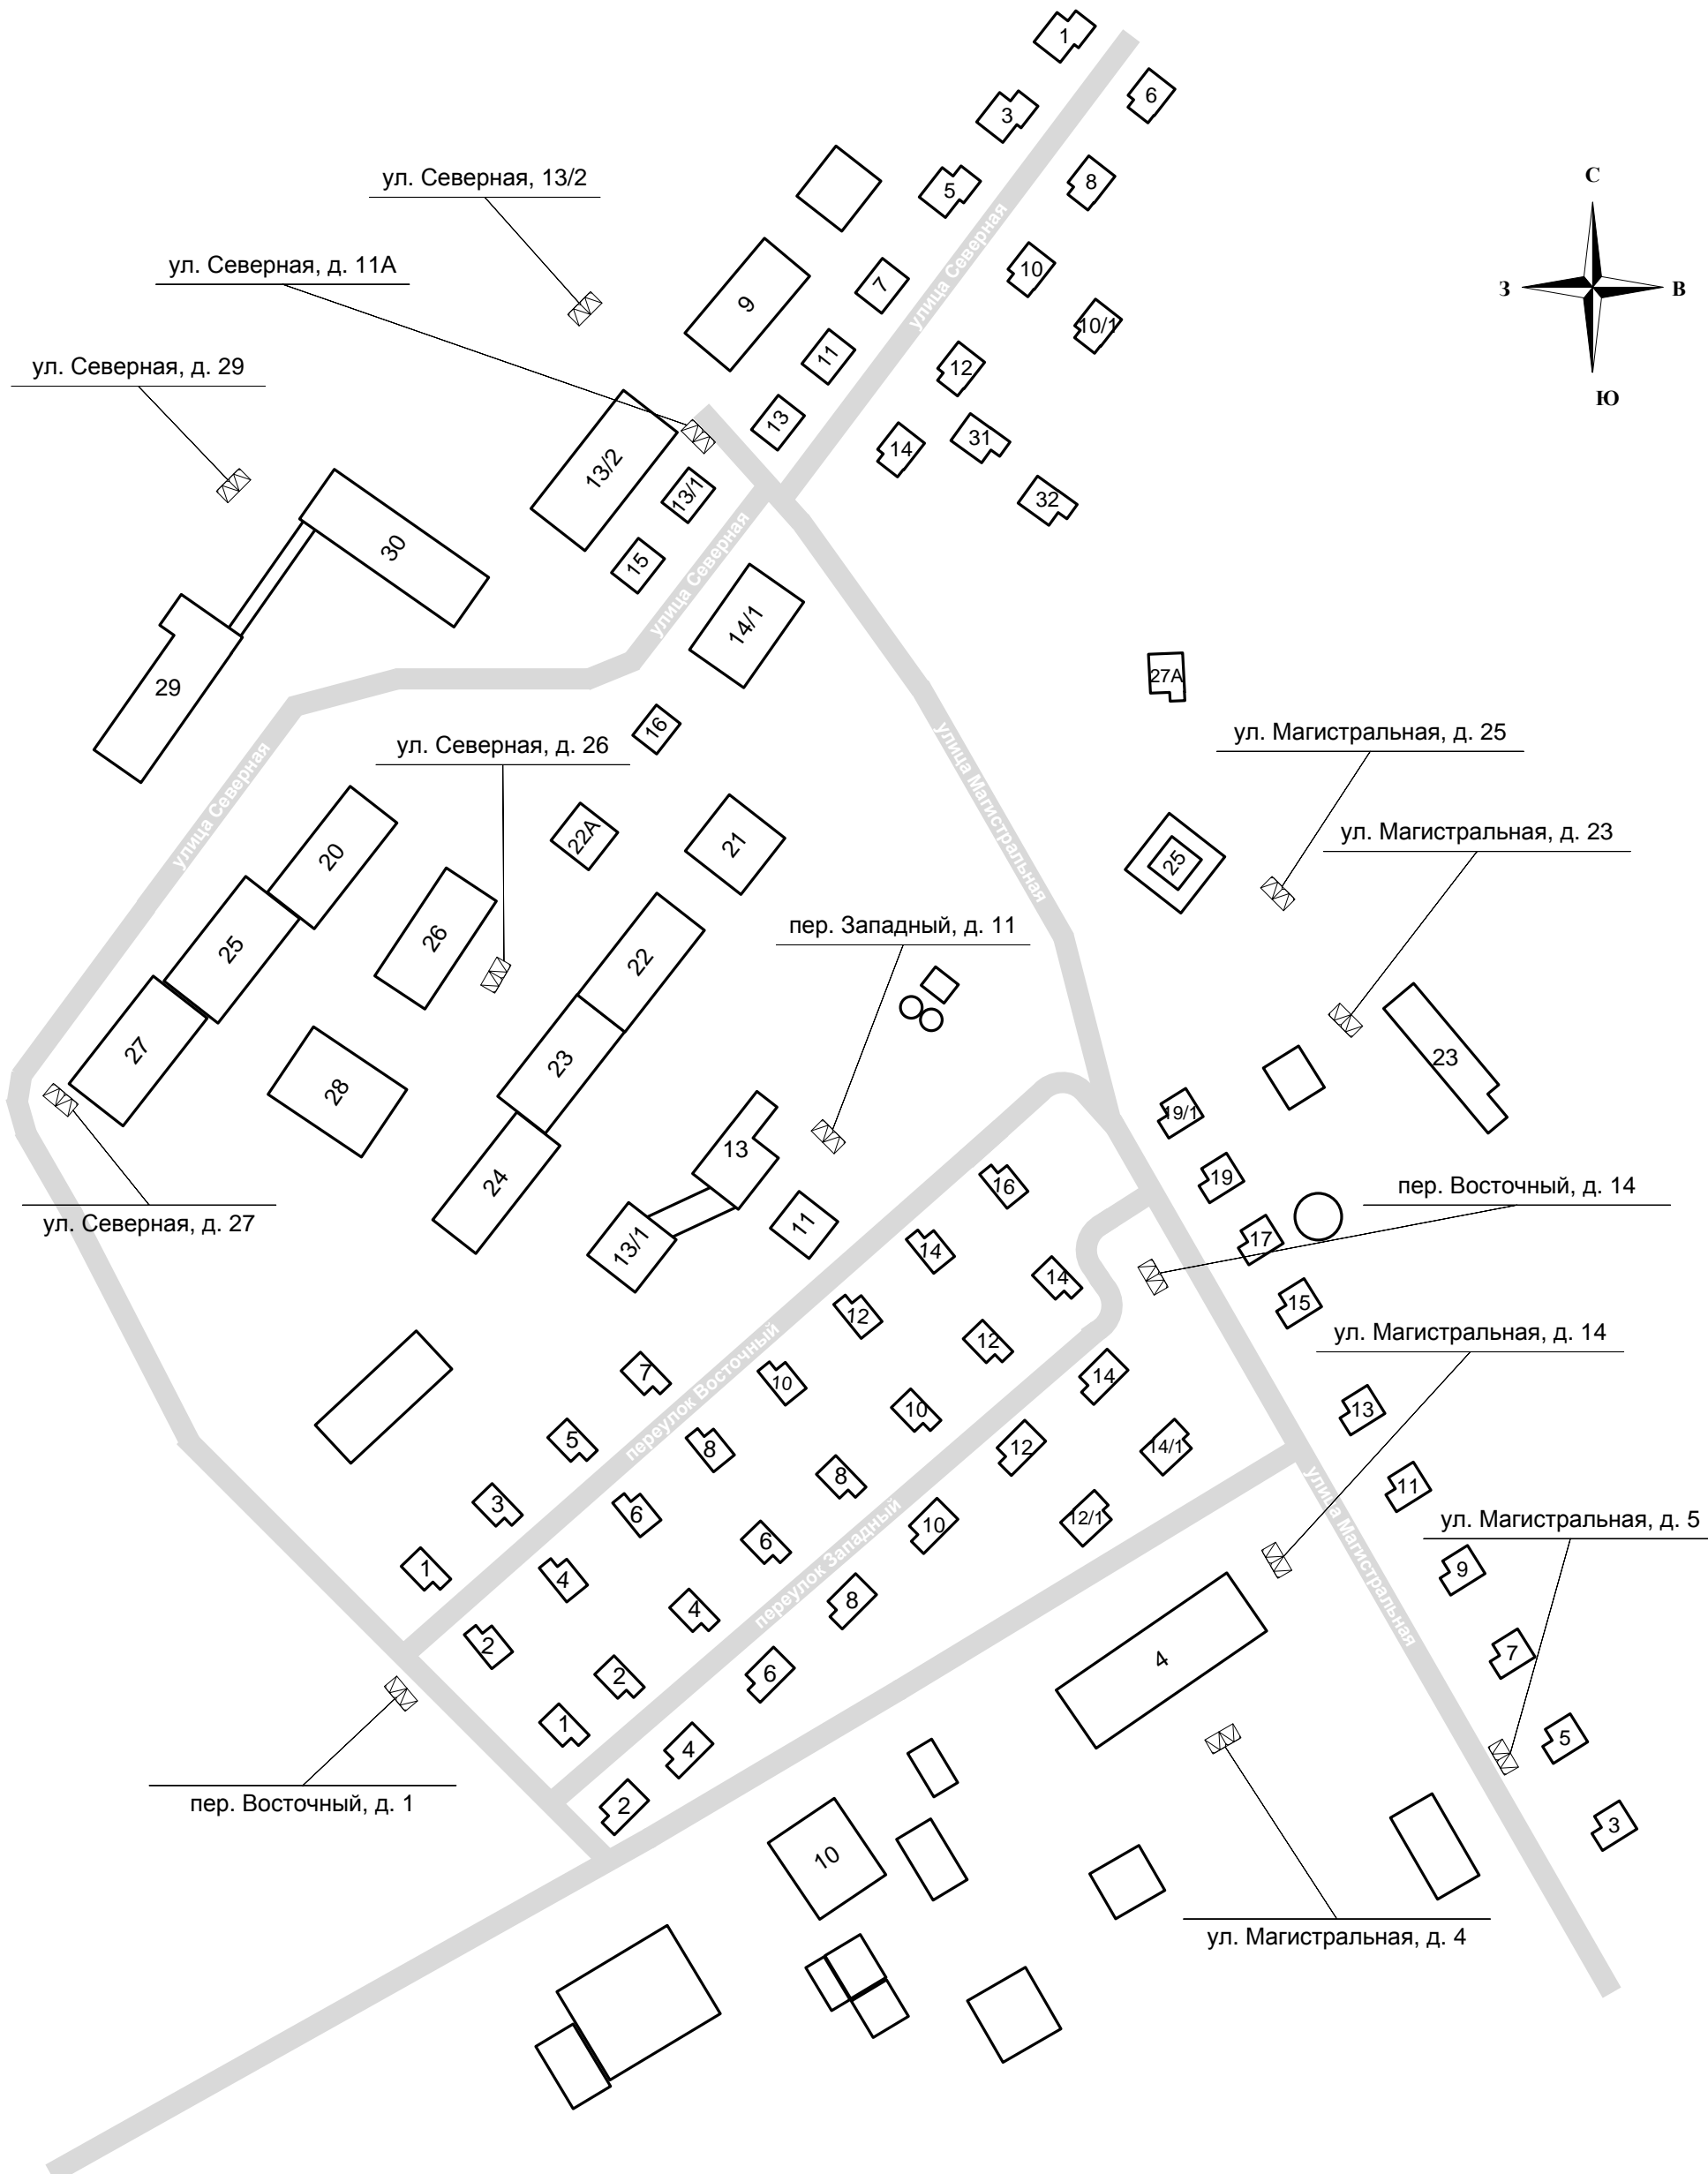 1
6
3
8
5
С
З
В
Ю
ул. Северная, 13/2
ул. Северная, д. 11А
улица Северная
10
7
9
10/1
11
12
ул. Северная, д. 29
13
31
14
13/2
13/1
32
30
15
улица Северная
14/1
29
27А
16
ул. Магистральная, д. 25
ул. Северная, д. 26
улица Магистральная
улица Северная
ул. Магистральная, д. 23
20
22А
21
25
пер. Западный, д. 11
25
26
22
27
23
28
23
19/1
13
24
16
19
пер. Восточный, д. 14
ул. Северная, д. 27
11
13/1
14
17
14
15
12
12
ул. Магистральная, д. 14
7
10
14
переулок Восточный
10
13
5
8
12
14/1
8
11
3
6
10
12/1
улица Магистральная
ул. Магистральная, д. 5
6
1
4
переулок Западный
9
8
4
2
7
4
2
6
1
5
4
пер. Восточный, д. 1
2
3
10
ул. Магистральная, д. 4